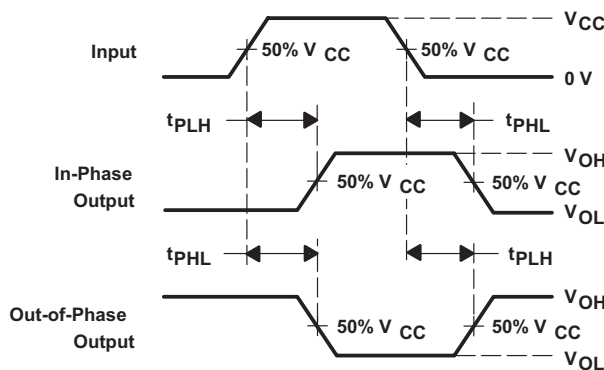 VCC
Input
50% VCC
50% VCC
0 V
tPLH
tPHL
VOH
In-Phase
Output
50% VCC
50% VCC
VOL
tPHL
tPLH
VOH
Out-of-Phase
Output
50% VCC
50% VCC
VOL